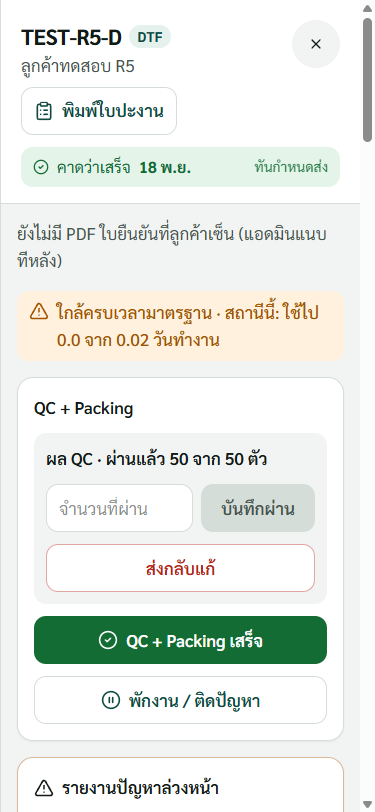 TEST-R5-D DTF
ลูกค้าทดสอบ R5
พิมพ์ใบปะงาน
คาดว่าเสร็จ 18 พ.ย. ทันกำหนดส่ง
ยังไม่มี PDF ใบยืนยันที่ลูกค้าเซ็น (แอดมินแนบ
ทีหลัง)
ใกล้ครบเวลามาตรฐาน · สถานีนี้: ใช้ไป
0.0 จาก 0.02 วันทำงาน
QC + Packing
ผล QC · ผ่านแล้ว 50 จาก 50 ตัว
จำนวนที่ผ่าน บันทึกผ่าน
ส่งกลับแก้
QC + Packing เสร็จ
พักงาน / ติดปัญหา
รายงานปัญหาล่วงหน้า